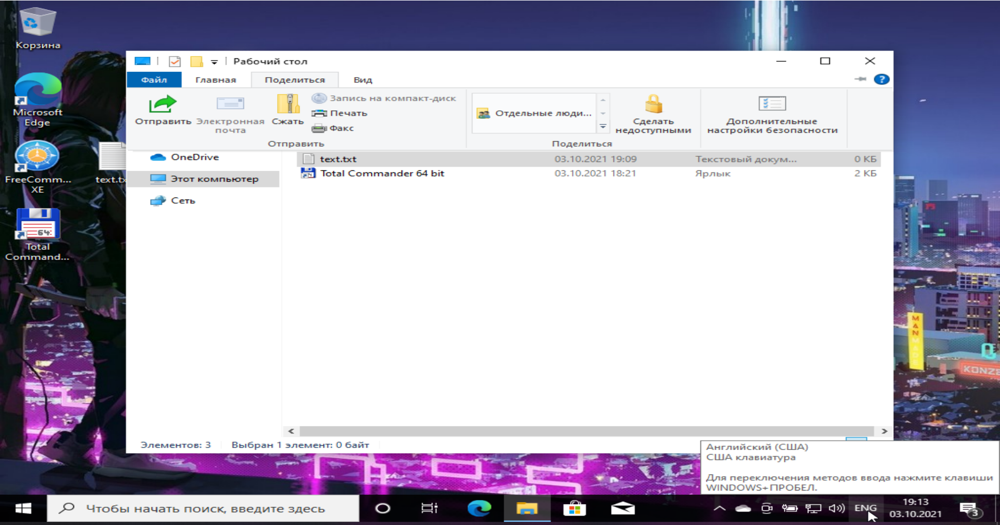 Корзина
Microsoft
Edge
FreeComm...
XE
text.tx
Total
Command...
64
Рабочий стол
Файл
Главная
Поделиться
Вид
?
Отправить
Электронная
почта
Сжать
Запись на компакт-диск
Печать
Факс
Отправить
Отдельные люди...
Сделать
недоступными
Поделиться
Дополнительные
настройки безопасности
OneDrive
Этот компьютер
Сеть
text.txt 03.10.2021 19:09 Текстовый докум... 0 КБ
Total Commander 64 bit 03.10.2021 18:21 Ярлык 2 КБ
Элементов: 3 Выбран 1 элемент: 0 байт
MANMADE
KONZE
Английский (США)
США клавиатура
Для переключения методов ввода нажмите клавиши
WINDOWS+ПРОБЕЛ.
Чтобы начать поиск, введите здесь
ENG
19:13
03.10.2021
3